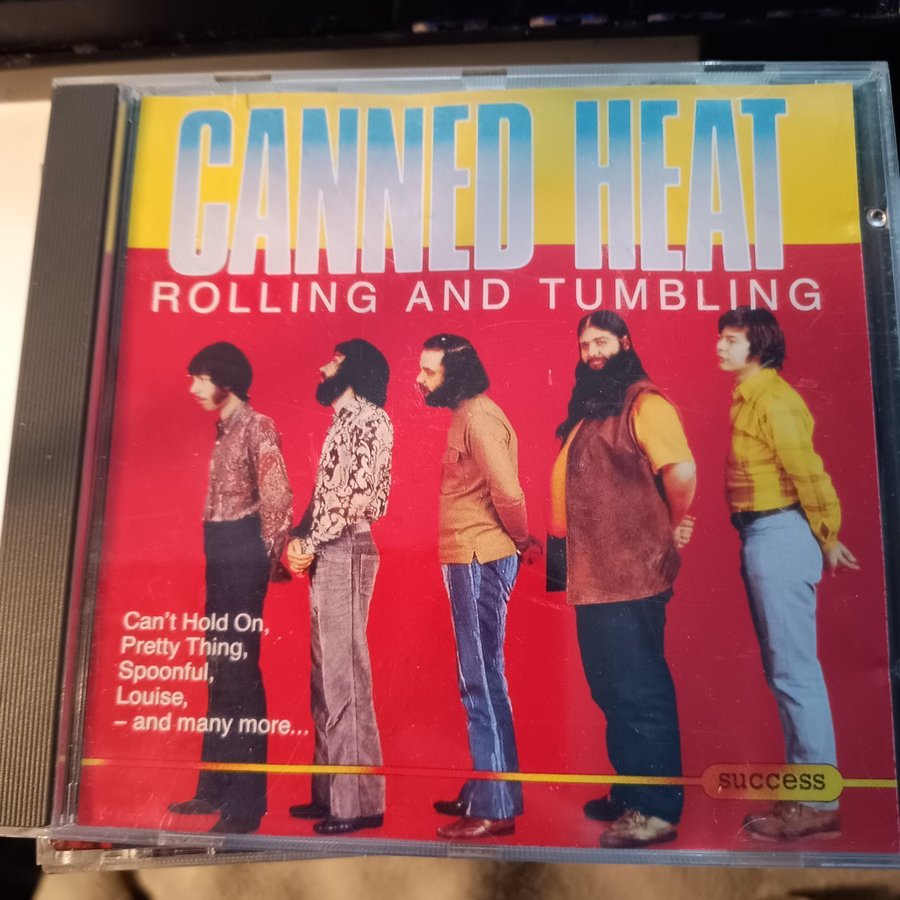 CANNED HEAT
ROLLING AND TUMBLING
Can't Hold On,
Pretty Thing,
Spoonful,
Louise,
– and many more...
success